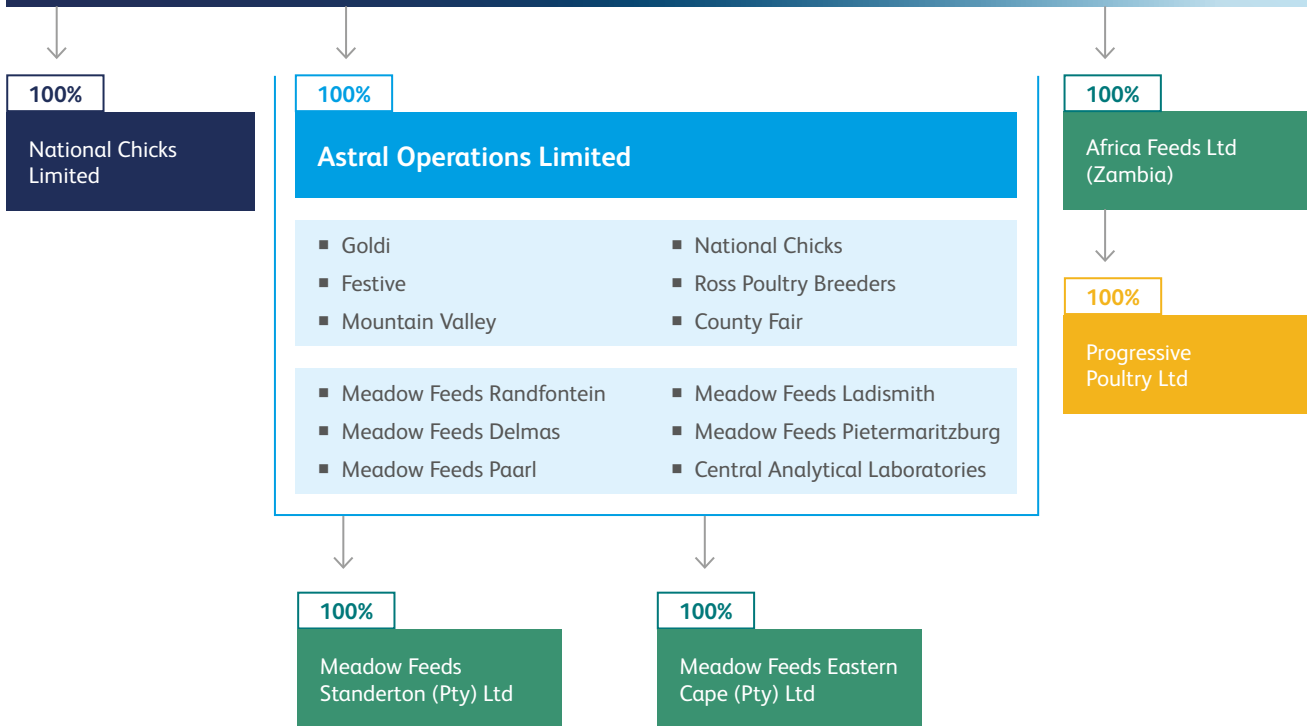 100%
National Chicks
Limited
100%
Astral Operations Limited
■ Goldi
■ Festive
■ Mountain Valley
■ National Chicks
■ Ross Poultry Breeders
■ County Fair
■ Meadow Feeds Randfontein
■ Meadow Feeds Delmas
■ Meadow Feeds Paarl
■ Meadow Feeds Ladismith
■ Meadow Feeds Pietermaritzburg
■ Central Analytical Laboratories
100%
Meadow Feeds
Standerton (Pty) Ltd
100%
Meadow Feeds Eastern
Cape (Pty) Ltd
100%
Africa Feeds Ltd
(Zambia)
100%
Progressive
Poultry Ltd